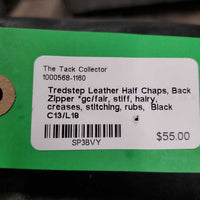 The Tack Collector
1000568-1160
Tredstep Leather Half Chaps, Back
Zipper *gc/fair, stiff, hairy,
creases, stitching, rubs, Black
C13/L18
$55.00
SP3BVY